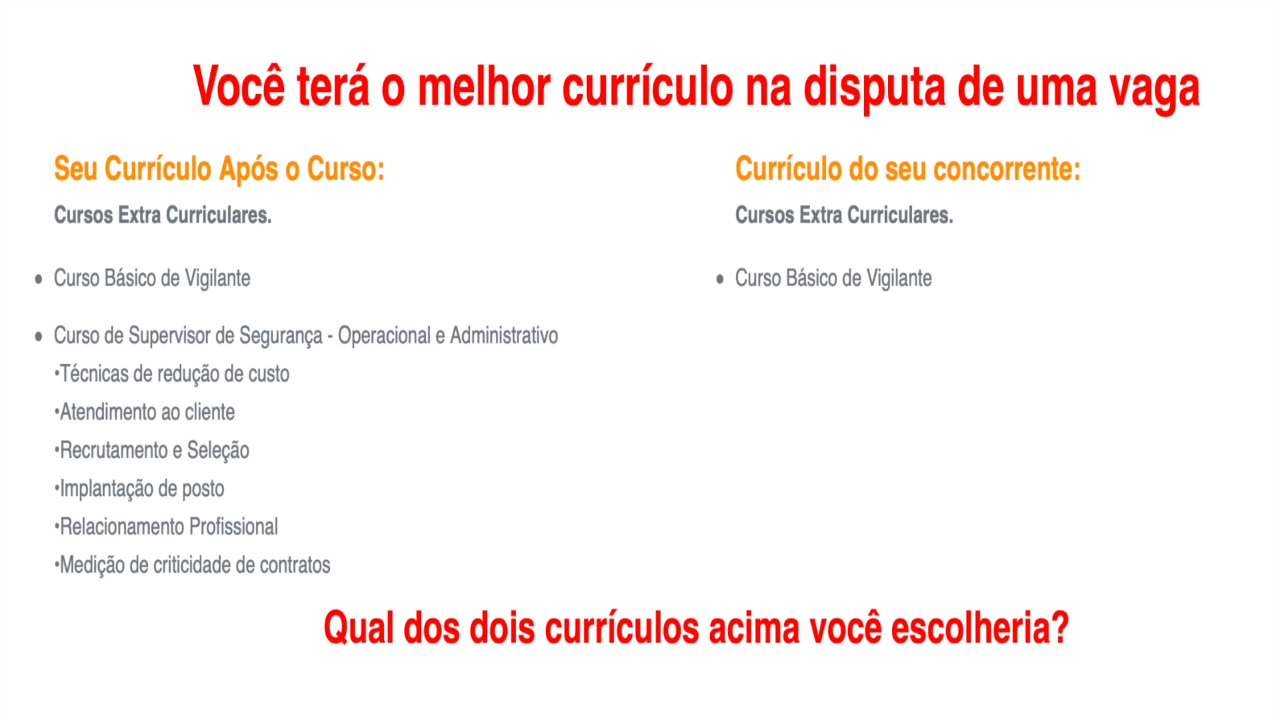 Você terá o melhor currículo na disputa de uma vaga
Seu Currículo Após o Curso:
Cursos Extra Curriculares.
• Curso Básico de Vigilante
• Curso de Supervisor de Segurança - Operacional e Administrativo
•Técnicas de redução de custo
•Atendimento ao cliente
•Recrutamento e Seleção
•Implantação de posto
•Relacionamento Profissional
•Medição de criticidade de contratos
Currículo do seu concorrente:
Cursos Extra Curriculares.
• Curso Básico de Vigilante
Qual dos dois currículos acima você escolheria?